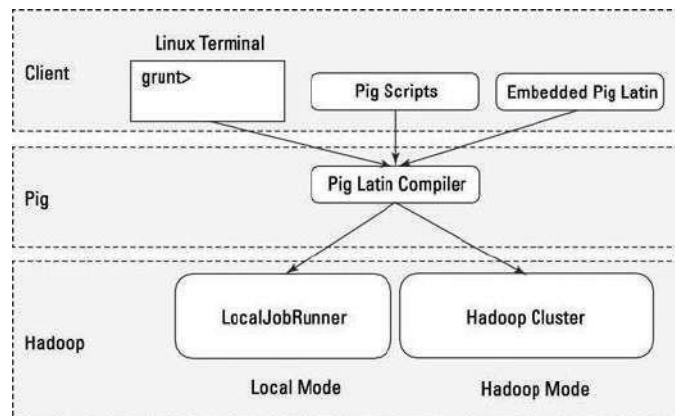 Linux Terminal
Client
grunt>
Pig Scripts
Embedded Pig Latin
Pig Latin Compiler
Pig
LocalJobRunner
Hadoop Cluster
Hadoop
Local Mode
Hadoop Mode